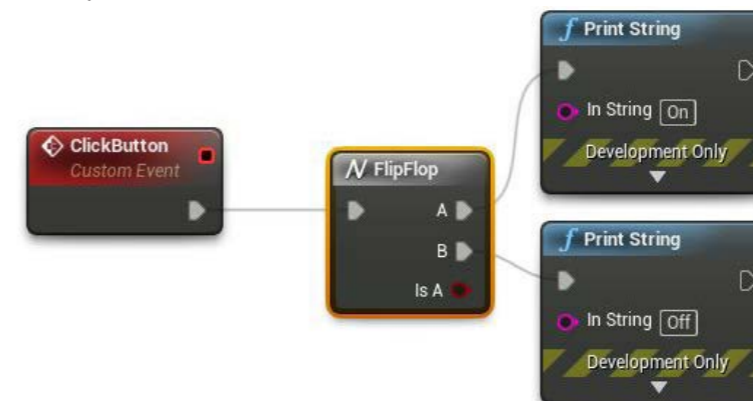 Print String
In String On
Development Only
ClickButton
Custom Event
FlipFlop
A
B
Is A
Print String
In String Off
Development Only